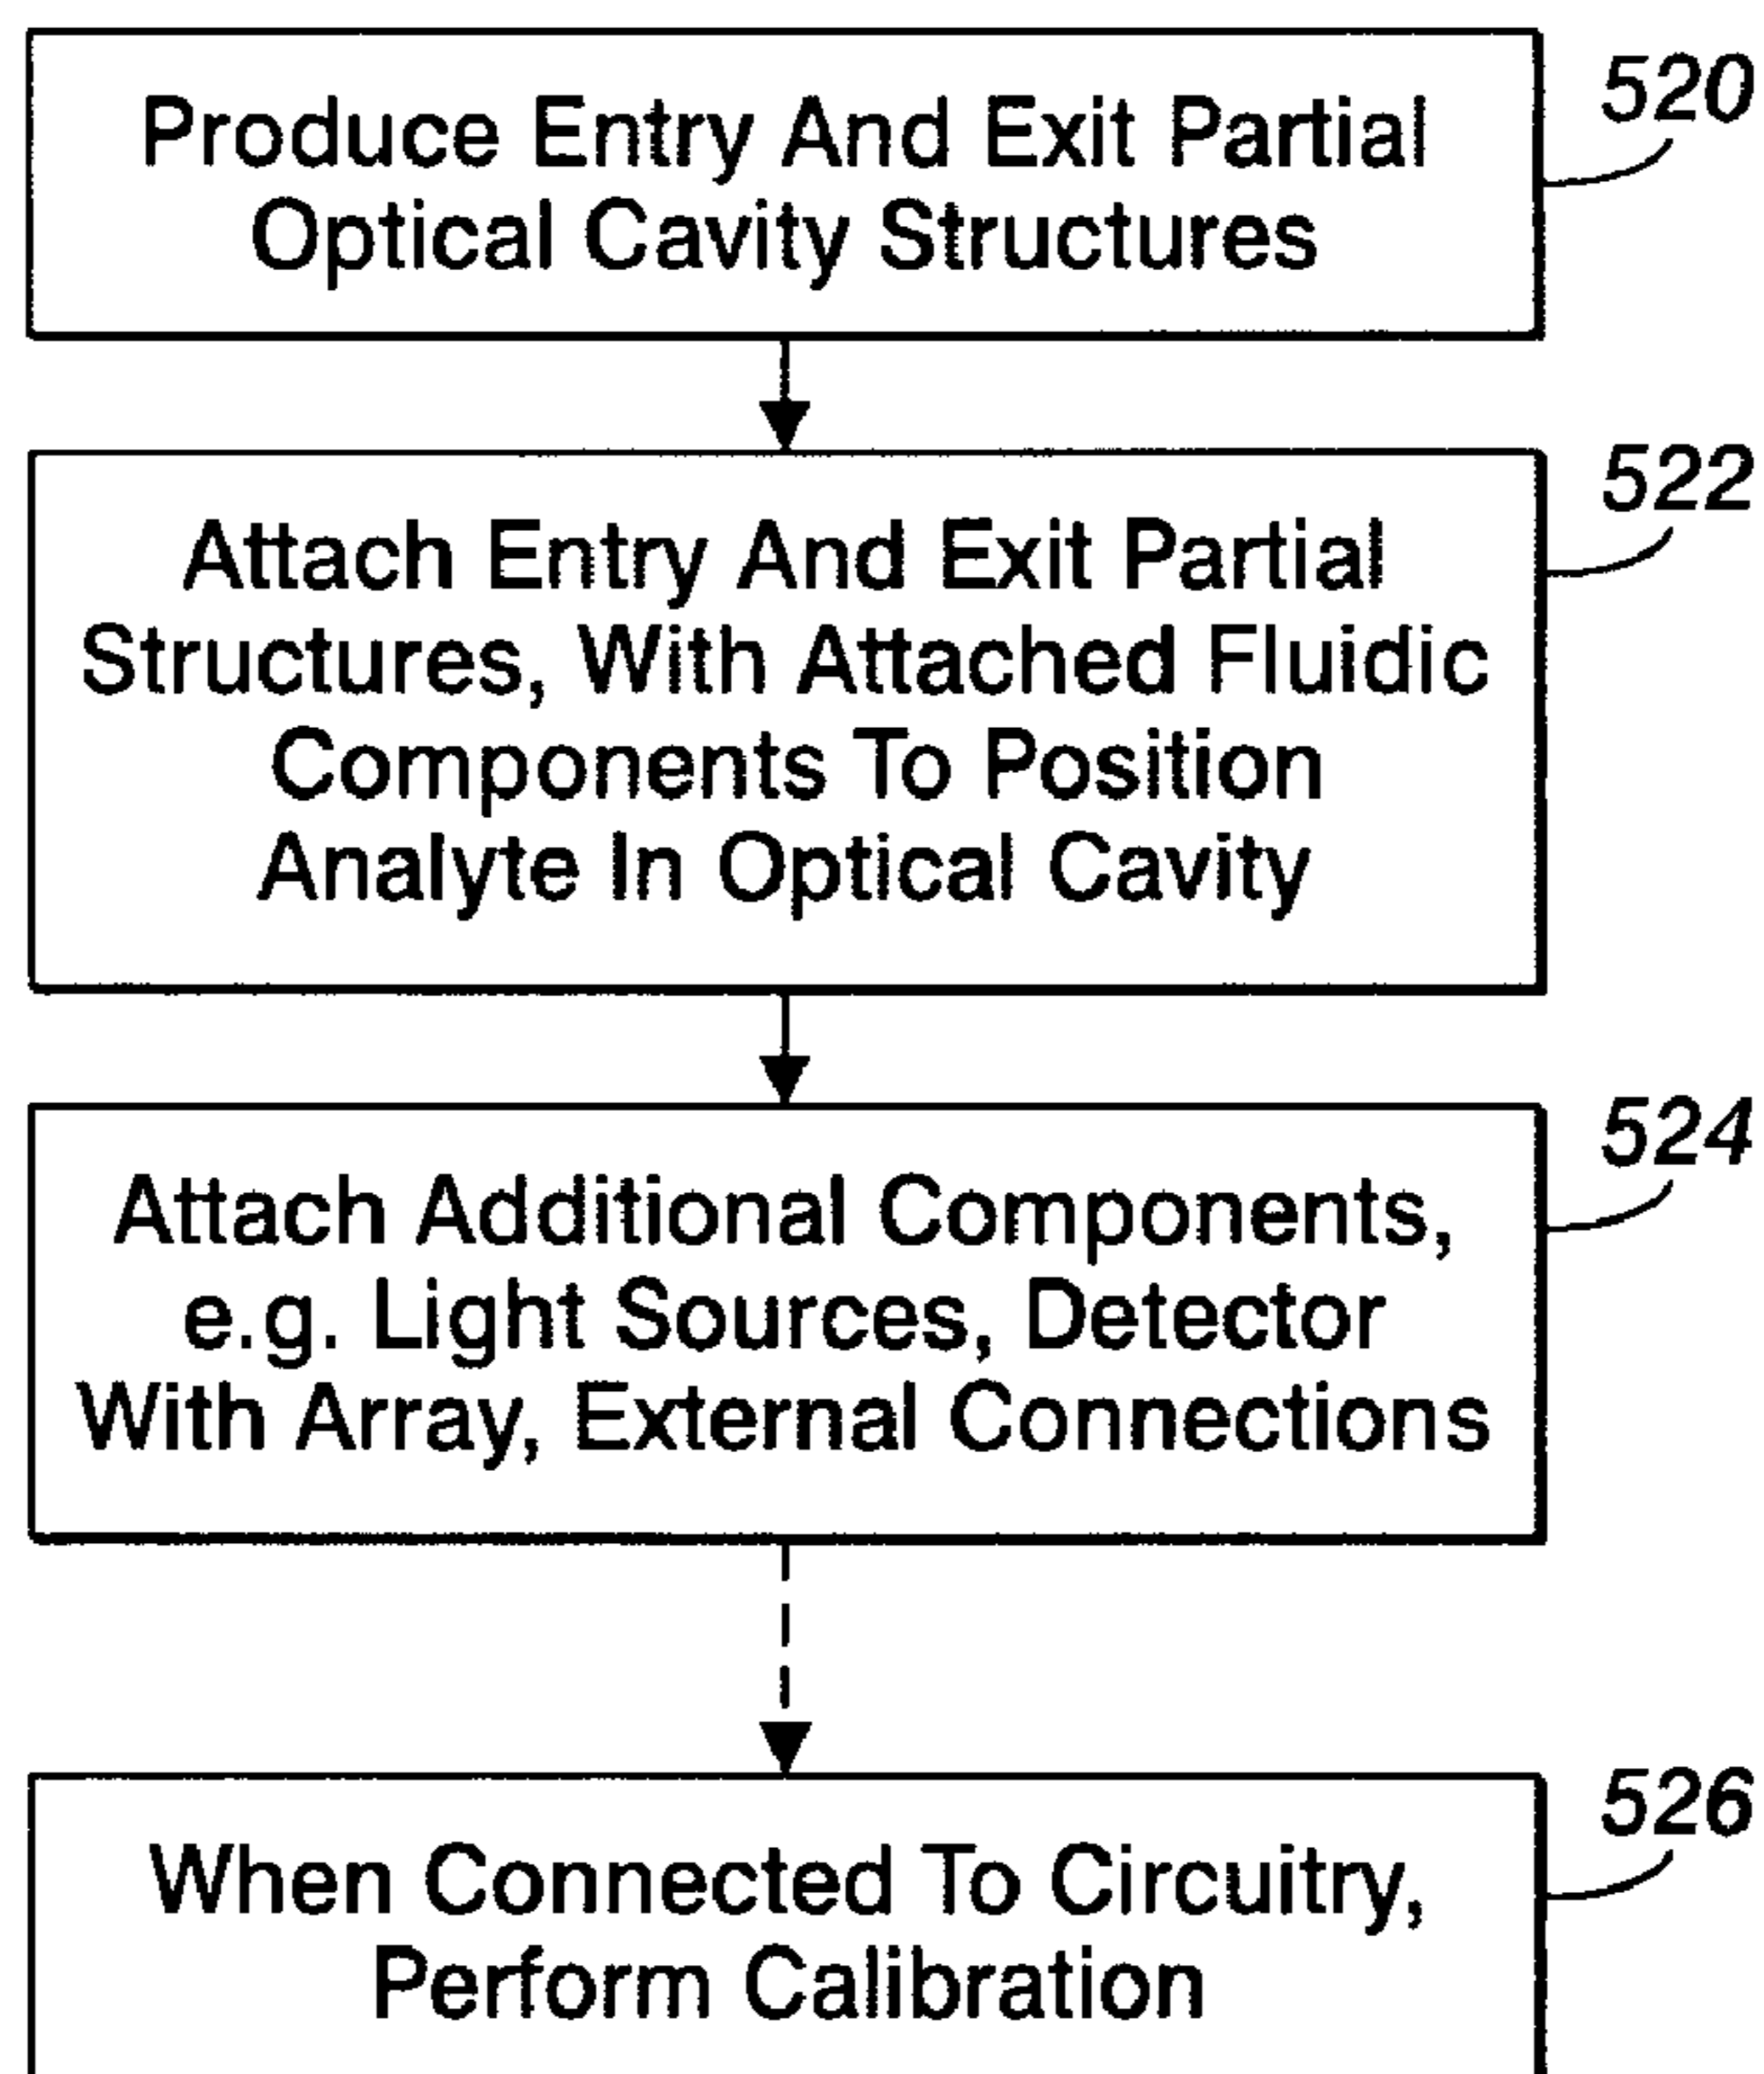 Produce Entry And Exit Partial
Optical Cavity Structures
520
Attach Entry And Exit Partial
Structures, With Attached Fluidic
Components To Position
Analyte In Optical Cavity
522
Attach Additional Components,
e.g. Light Sources, Detector
With Array, External Connections
524
When Connected To Circuitry,
Perform Calibration
526